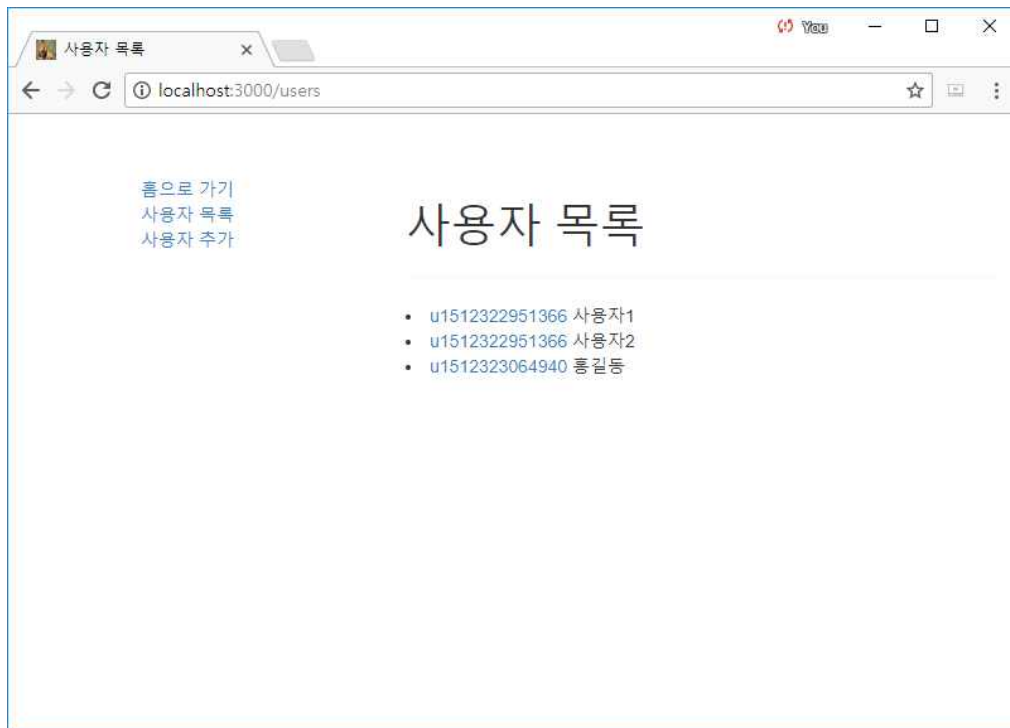 You
사용자 목록
localhost:3000/users
홈으로 가기
사용자 목록
사용자 추가
사용자 목록
u1512322951366 사용자1
u1512322951366 사용자2
u1512323064940 홍길동